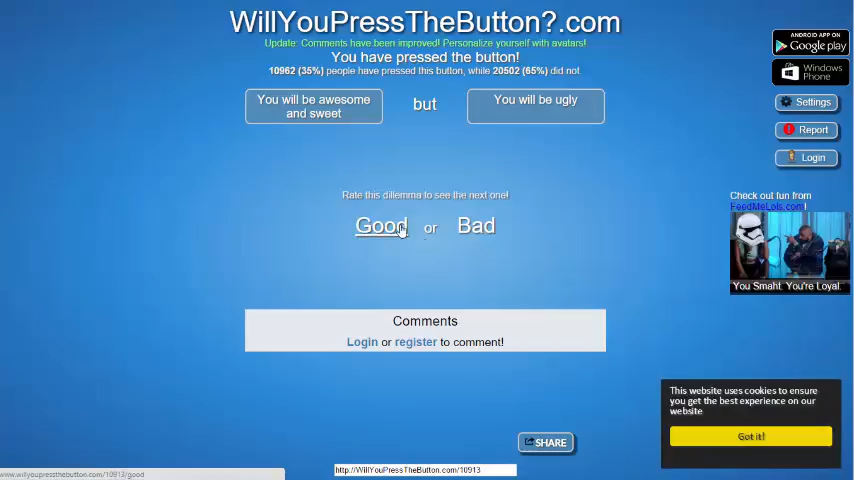 WillYouPressTheButton?.com
Update: Comments have been improved! Personalize yourself with avatars!
You have pressed the button!
10962 (35%) people have pressed this button, while 20502 (65%) did not.
You will be awesome
and sweet
but
You will be ugly
ANDROID APP ON
Google play
Windows
Phone
Settings
Report
Login
Rate this dilemma to see the next one!
Good or Bad
Check out fun from
FeedMeLols.com!
You Smaht. You're Loyal.
Comments
Login or register to comment!
This website uses cookies to ensure
you get the best experience on our
website
Got it!
SHARE
http://WillYouPressTheButton.com/10913
www.willyoupressthebutton.com/10913/good